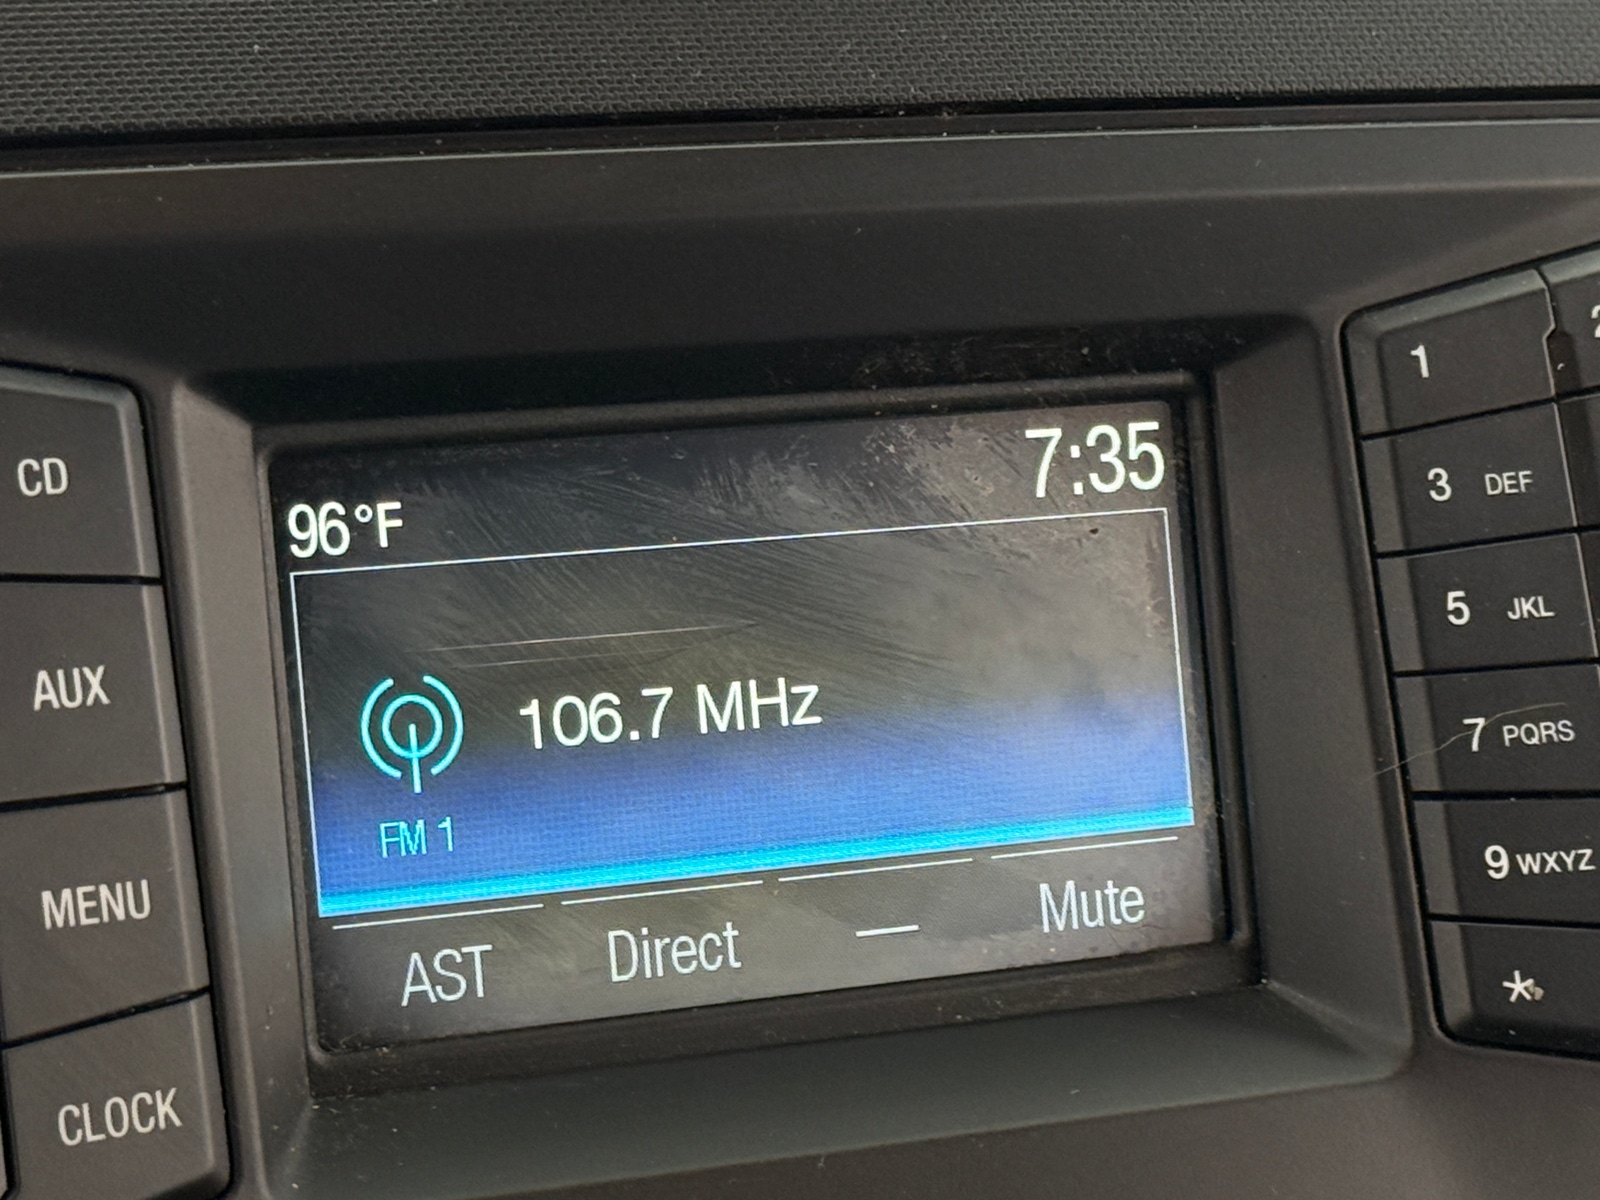 CD
AUX
MENU
CLOCK
96°F
7:35
106.7 MHz
FM 1
AST
Direct
—
Mute
1
2
3 DEF
5 JKL
7 PQRS
9 WXYZ
*